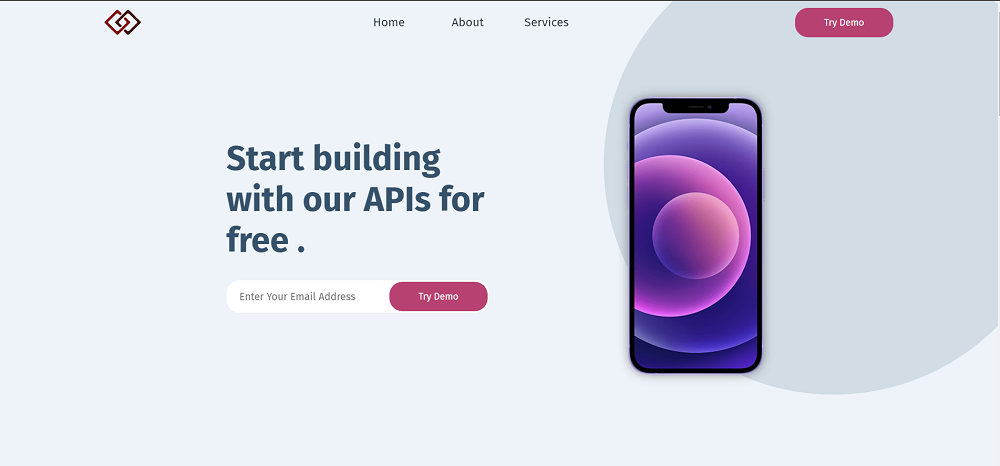 Home About Services Try Demo
Start building
with our APIs for
free .
Enter Your Email Address Try Demo